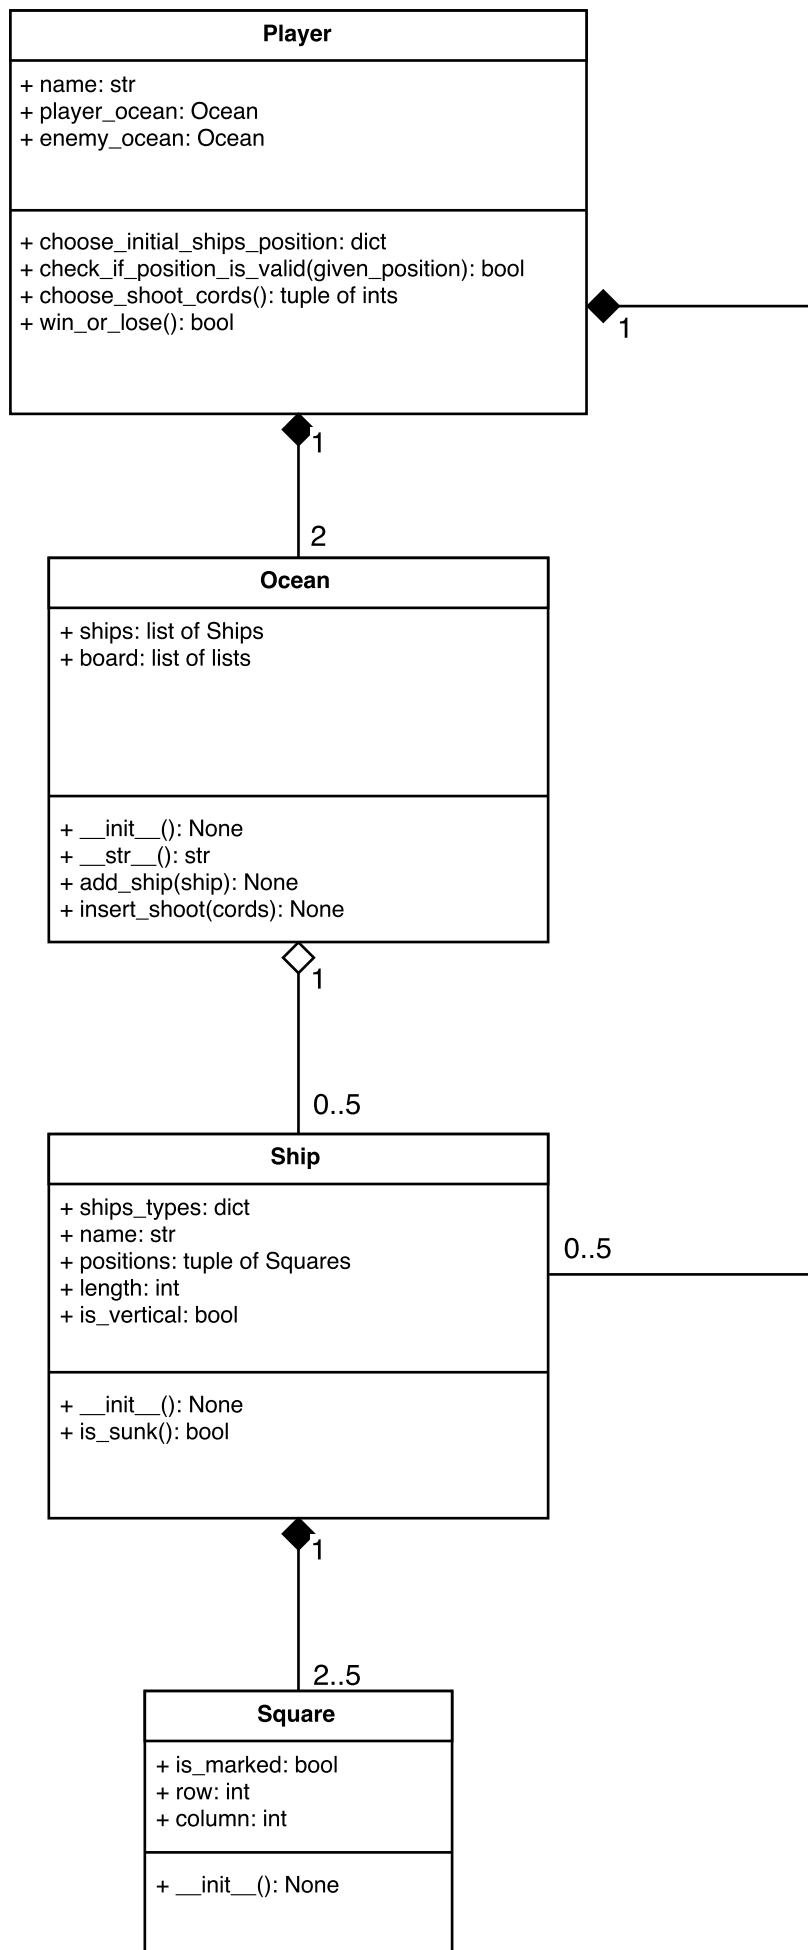 Player
+ name: str
+ player_ocean: Ocean
+ enemy_ocean: Ocean
+ choose_initial_ships_position: dict
+ check_if_position_is_valid(given_position): bool
+ choose_shoot_cords(): tuple of ints
+ win_or_lose(): bool
1
1
2
Ocean
+ ships: list of Ships
+ board: list of lists
+ __init__(): None
+ __str__(): str
+ add_ship(ship): None
+ insert_shoot(cords): None
1
0..5
Ship
+ ships_types: dict
+ name: str
+ positions: tuple of Squares
+ length: int
+ is_vertical: bool
0..5
+ __init__(): None
+ is_sunk(): bool
1
2..5
Square
+ is_marked: bool
+ row: int
+ column: int
+ __init__(): None